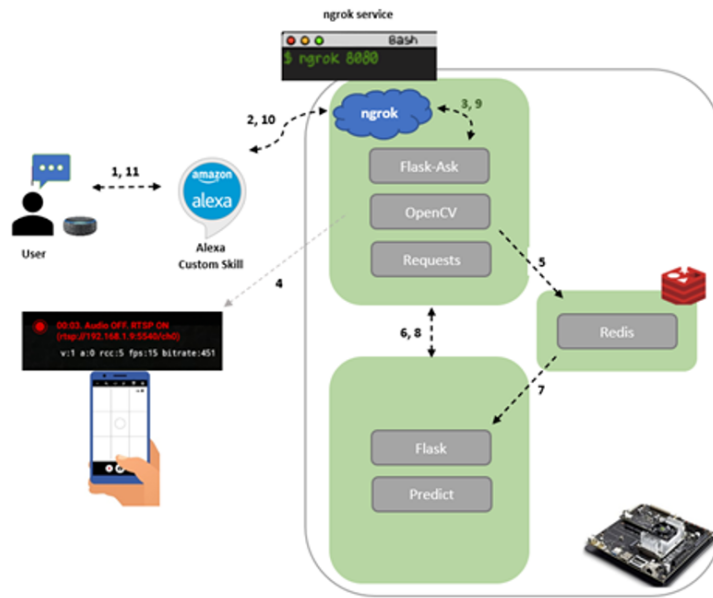 ngrok service
Bash
$ ngrok 8080
2, 10
ngrok
3, 9
1, 11
amazon
alexa
Flask-Ask
OpenCV
Requests
User
Alexa
Custom Skill
4
5
00:03. Audio OFF. RTSP ON
(rtsp://192.168.1.9:5540/ch0))
v:1 a:0 rcc:5 fps:15 bitrate:451
6, 8
Redis
7
Flask
Predict